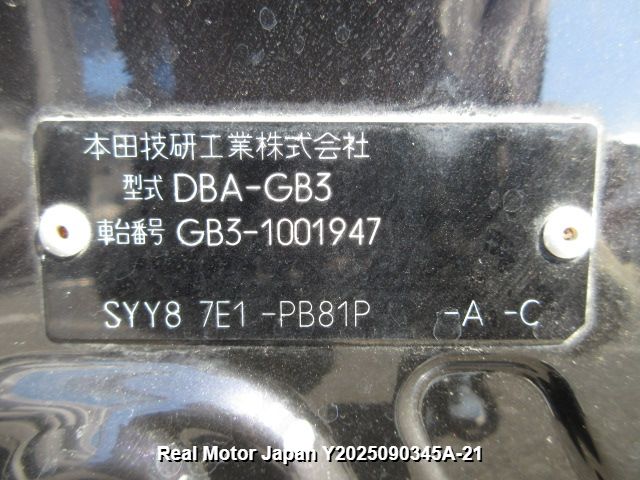 本田技研工業株式会社
型式 DBA-GB3
車台番号 GB3-1001947
SYY8 7E1 -PB81P -A -C
Real Motor Japan Y2025090345A-21